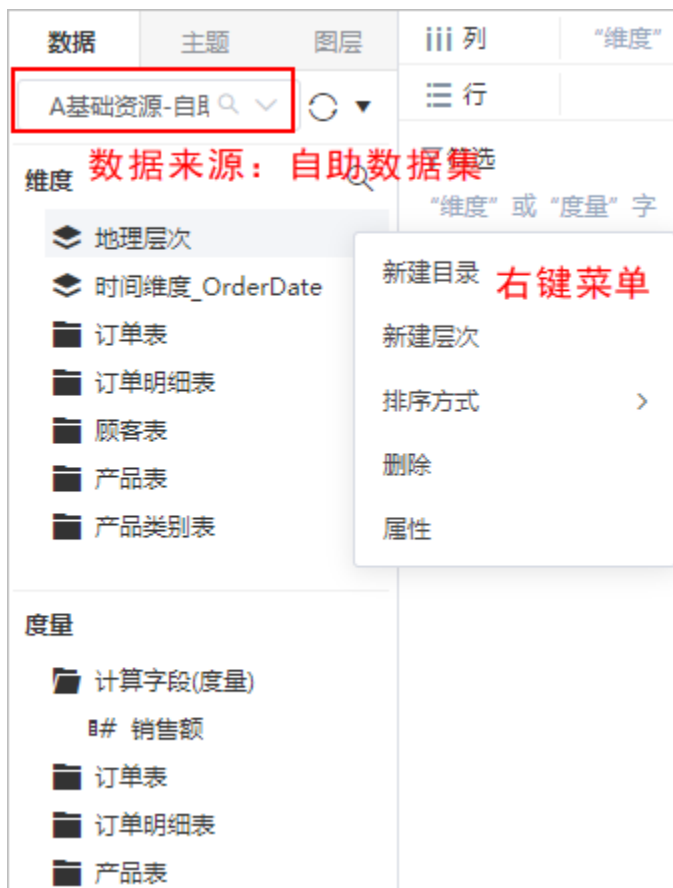 数据 主题 图层 列 "维度"
A基础资源-自助 行
数据来源：自助数据集 筛选
维度 "维度" 或 "度量" 字
地理层次
时间维度_OrderDate
订单表
订单明细表
顾客表
产品表
产品类别表
新建目录 右键菜单
新建层次
排序方式
删除
属性
度量
计算字段(度量)
# 销售额
订单表
订单明细表
产品表